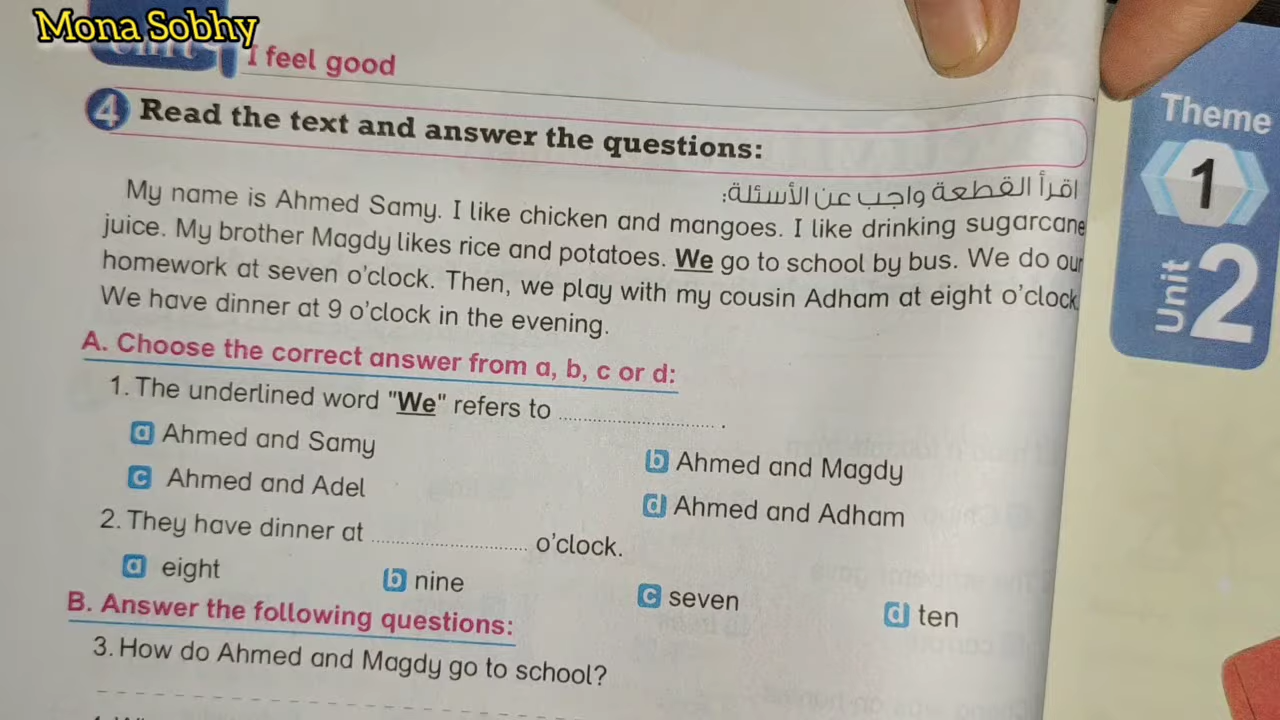 Mona Sobhy
I feel good
Theme
1
Unit
2
4 Read the text and answer the questions:
اقرأ القطعة واجب عن الأسئلة:
My name is Ahmed Samy. I like chicken and mangoes. I like drinking sugarcane
juice. My brother Magdy likes rice and potatoes. We go to school by bus. We do our
homework at seven o'clock. Then, we play with my cousin Adham at eight o'clock
We have dinner at 9 o'clock in the evening.
A. Choose the correct answer from a, b, c or d:
1. The underlined word "We" refers to .................... .
a Ahmed and Samy
b Ahmed and Magdy
c Ahmed and Adel
d Ahmed and Adham
2. They have dinner at .................... o'clock.
a eight
b nine
c seven
d ten
B. Answer the following questions:
3. How do Ahmed and Magdy go to school?